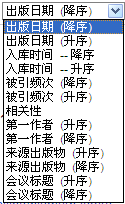 出版日期 (降序)
出版日期 (降序)
出版日期 (升序)
入库时间 -- 降序
入库时间 -- 升序
被引频次 (降序)
被引频次 (升序)
相关性
第一作者 (升序)
第一作者 (降序)
来源出版物 (升序)
来源出版物 (降序)
会议标题 (升序)
会议标题 (降序)